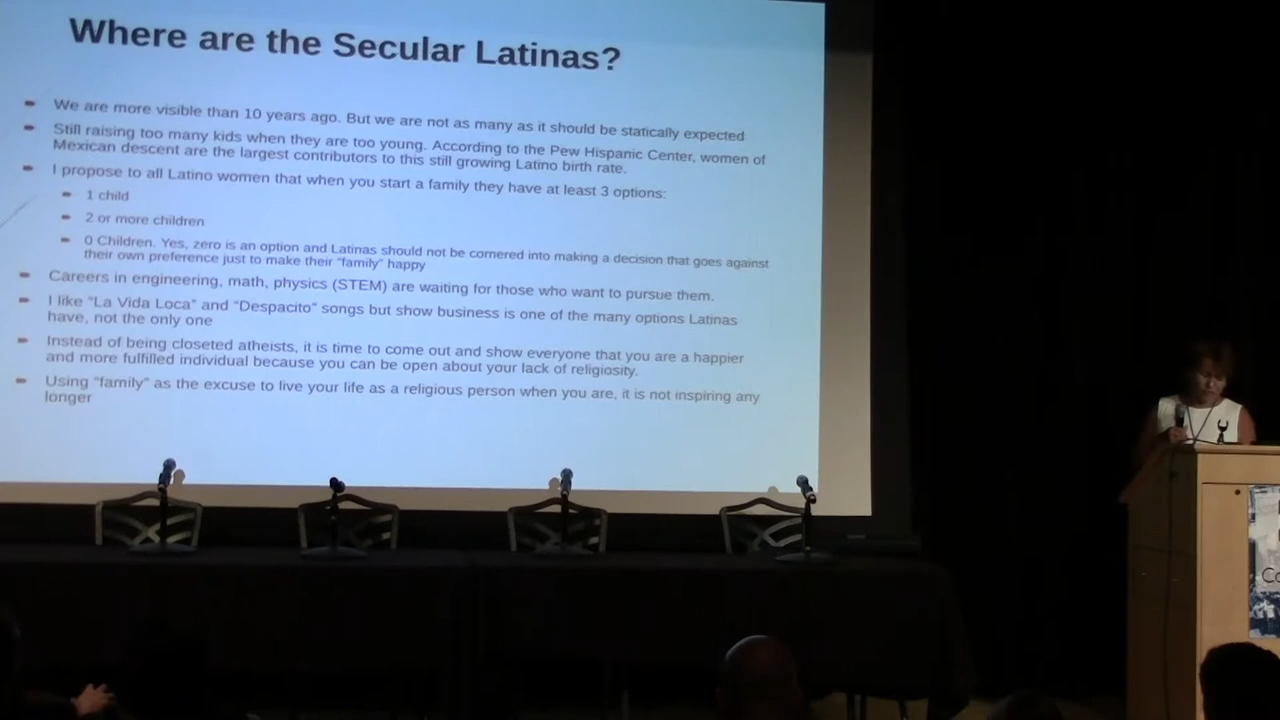 Where are the Secular Latinas?
We are more visible than 10 years ago. But we are not as many as it should be statically expected
Still raising too many kids when they are too young. According to the Pew Hispanic Center, women of
Mexican descent are the largest contributors to this still growing Latino birth rate.
I propose to all Latino women that when you start a family they have at least 3 options:
1 child
2 or more children
0 Children. Yes, zero is an option and Latinas should not be cornered into making a decision that goes against
their own preference just to make their "family" happy
Careers in engineering, math, physics (STEM) are waiting for those who want to pursue them.
I like "La Vida Loca" and "Despacito" songs but show business is one of the many options Latinas
have, not the only one
Instead of being closeted atheists, it is time to come out and show everyone that you are a happier
and more fulfilled individual because you can be open about your lack of religiosity.
Using "family" as the excuse to live your life as a religious person when you are, it is not inspiring any
longer